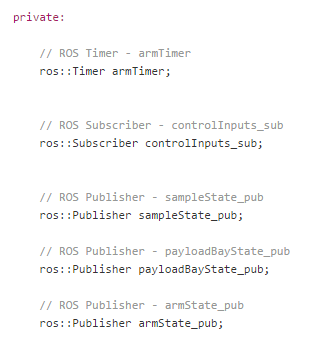 private:
// ROS Timer - armTimer
ros::Timer armTimer;
// ROS Subscriber - controlInputs_sub
ros::Subscriber controlInputs_sub;
// ROS Publisher - sampleState_pub
ros::Publisher sampleState_pub;
// ROS Publisher - payloadBayState_pub
ros::Publisher payloadBayState_pub;
// ROS Publisher - armState_pub
ros::Publisher armState_pub;